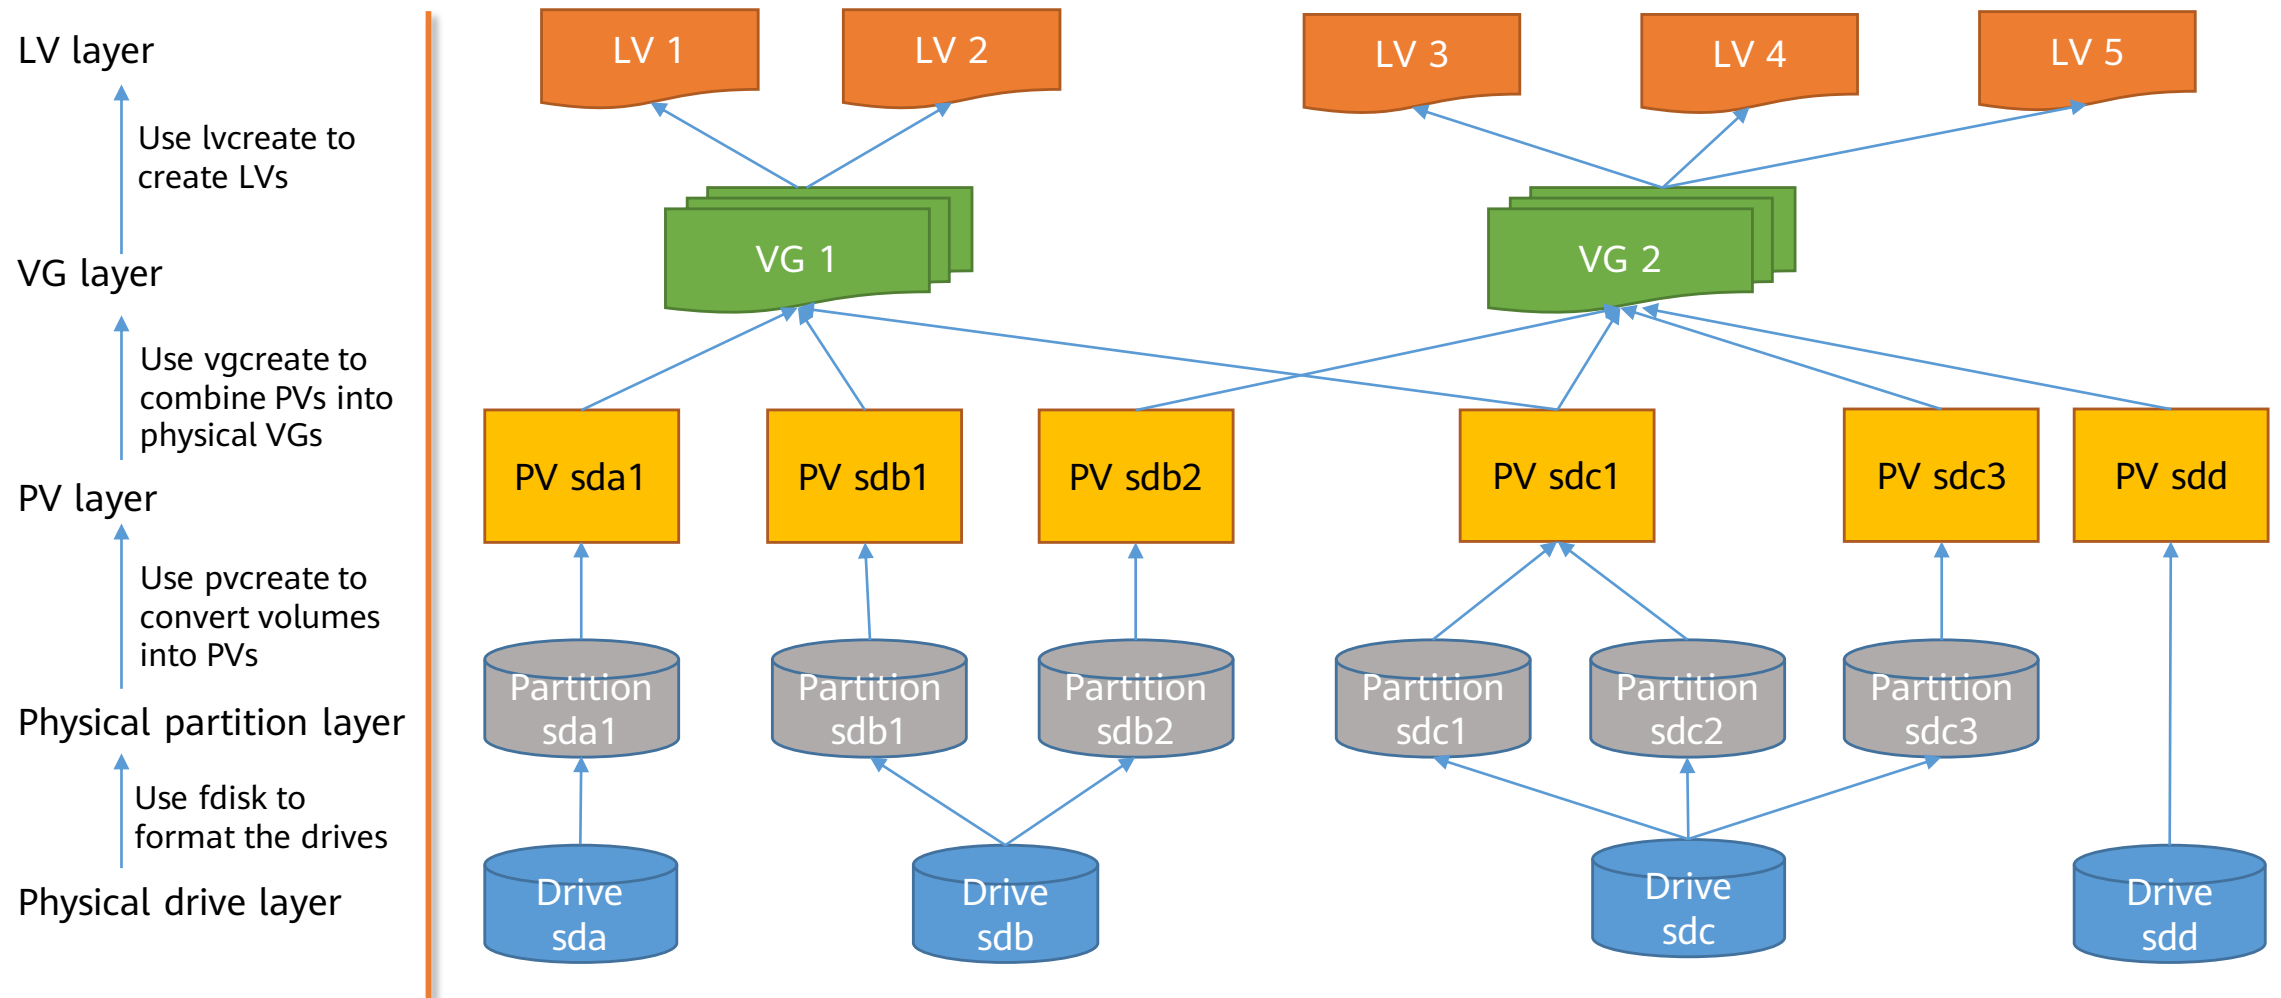 LV layer
Use lvcreate to
create LVs
VG layer
Use vgcreate to
combine PVs into
physical VGs
PV layer
Use pvcreate to
convert volumes
into PVs
Physical partition layer
Use fdisk to
format the drives
Physical drive layer
LV 1
LV 2
LV 3
LV 4
LV 5
VG 1
VG 2
PV sda1
PV sdb1
PV sdb2
PV sdc1
PV sdc3
PV sdd
Partition
sda1
Partition
sdb1
Partition
sdb2
Partition
sdc1
Partition
sdc2
Partition
sdc3
Drive
sda
Drive
sdb
Drive
sdc
Drive
sdd